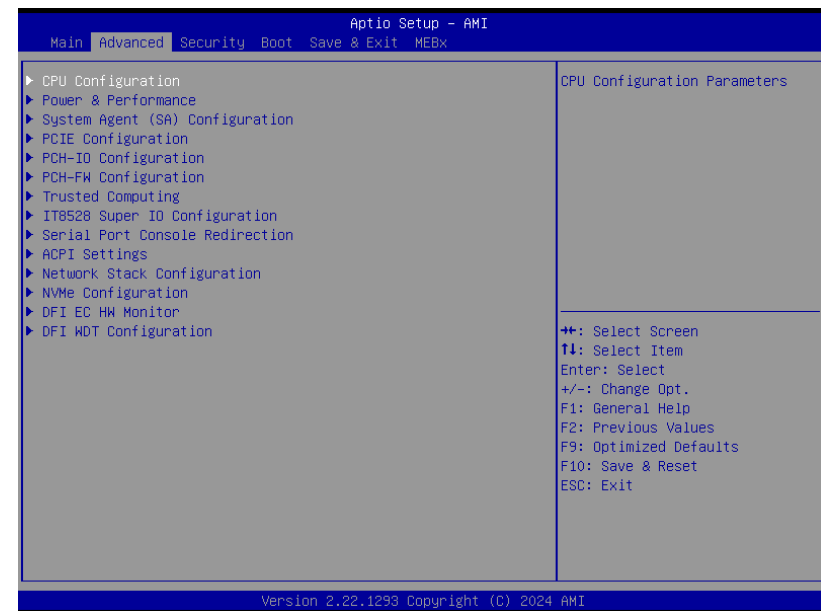 Aptio Setup – AMI
Main Advanced Security Boot Save & Exit MEBx
CPU Configuration
Power & Performance
System Agent (SA) Configuration
PCIE Configuration
PCH-IO Configuration
PCH-FW Configuration
Trusted Computing
IT8528 Super IO Configuration
Serial Port Console Redirection
ACPI Settings
Network Stack Configuration
NVMe Configuration
DFI EC HW Monitor
DFI WDT Configuration
CPU Configuration Parameters
→←: Select Screen
↑↓: Select Item
Enter: Select
+/-: Change Opt.
F1: General Help
F2: Previous Values
F9: Optimized Defaults
F10: Save & Reset
ESC: Exit
Version 2.22.1293 Copyright (C) 2024 AMI